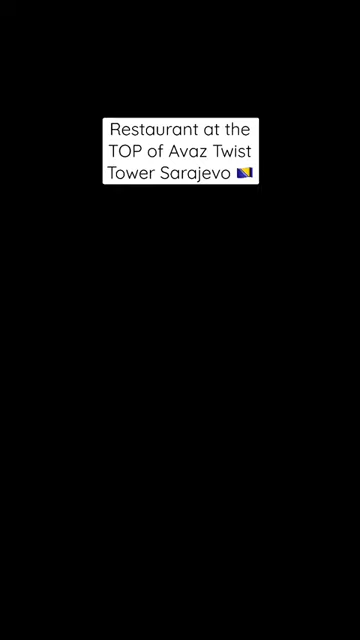 Restaurant at the
TOP of Avaz Twist
Tower Sarajevo 🇧🇦